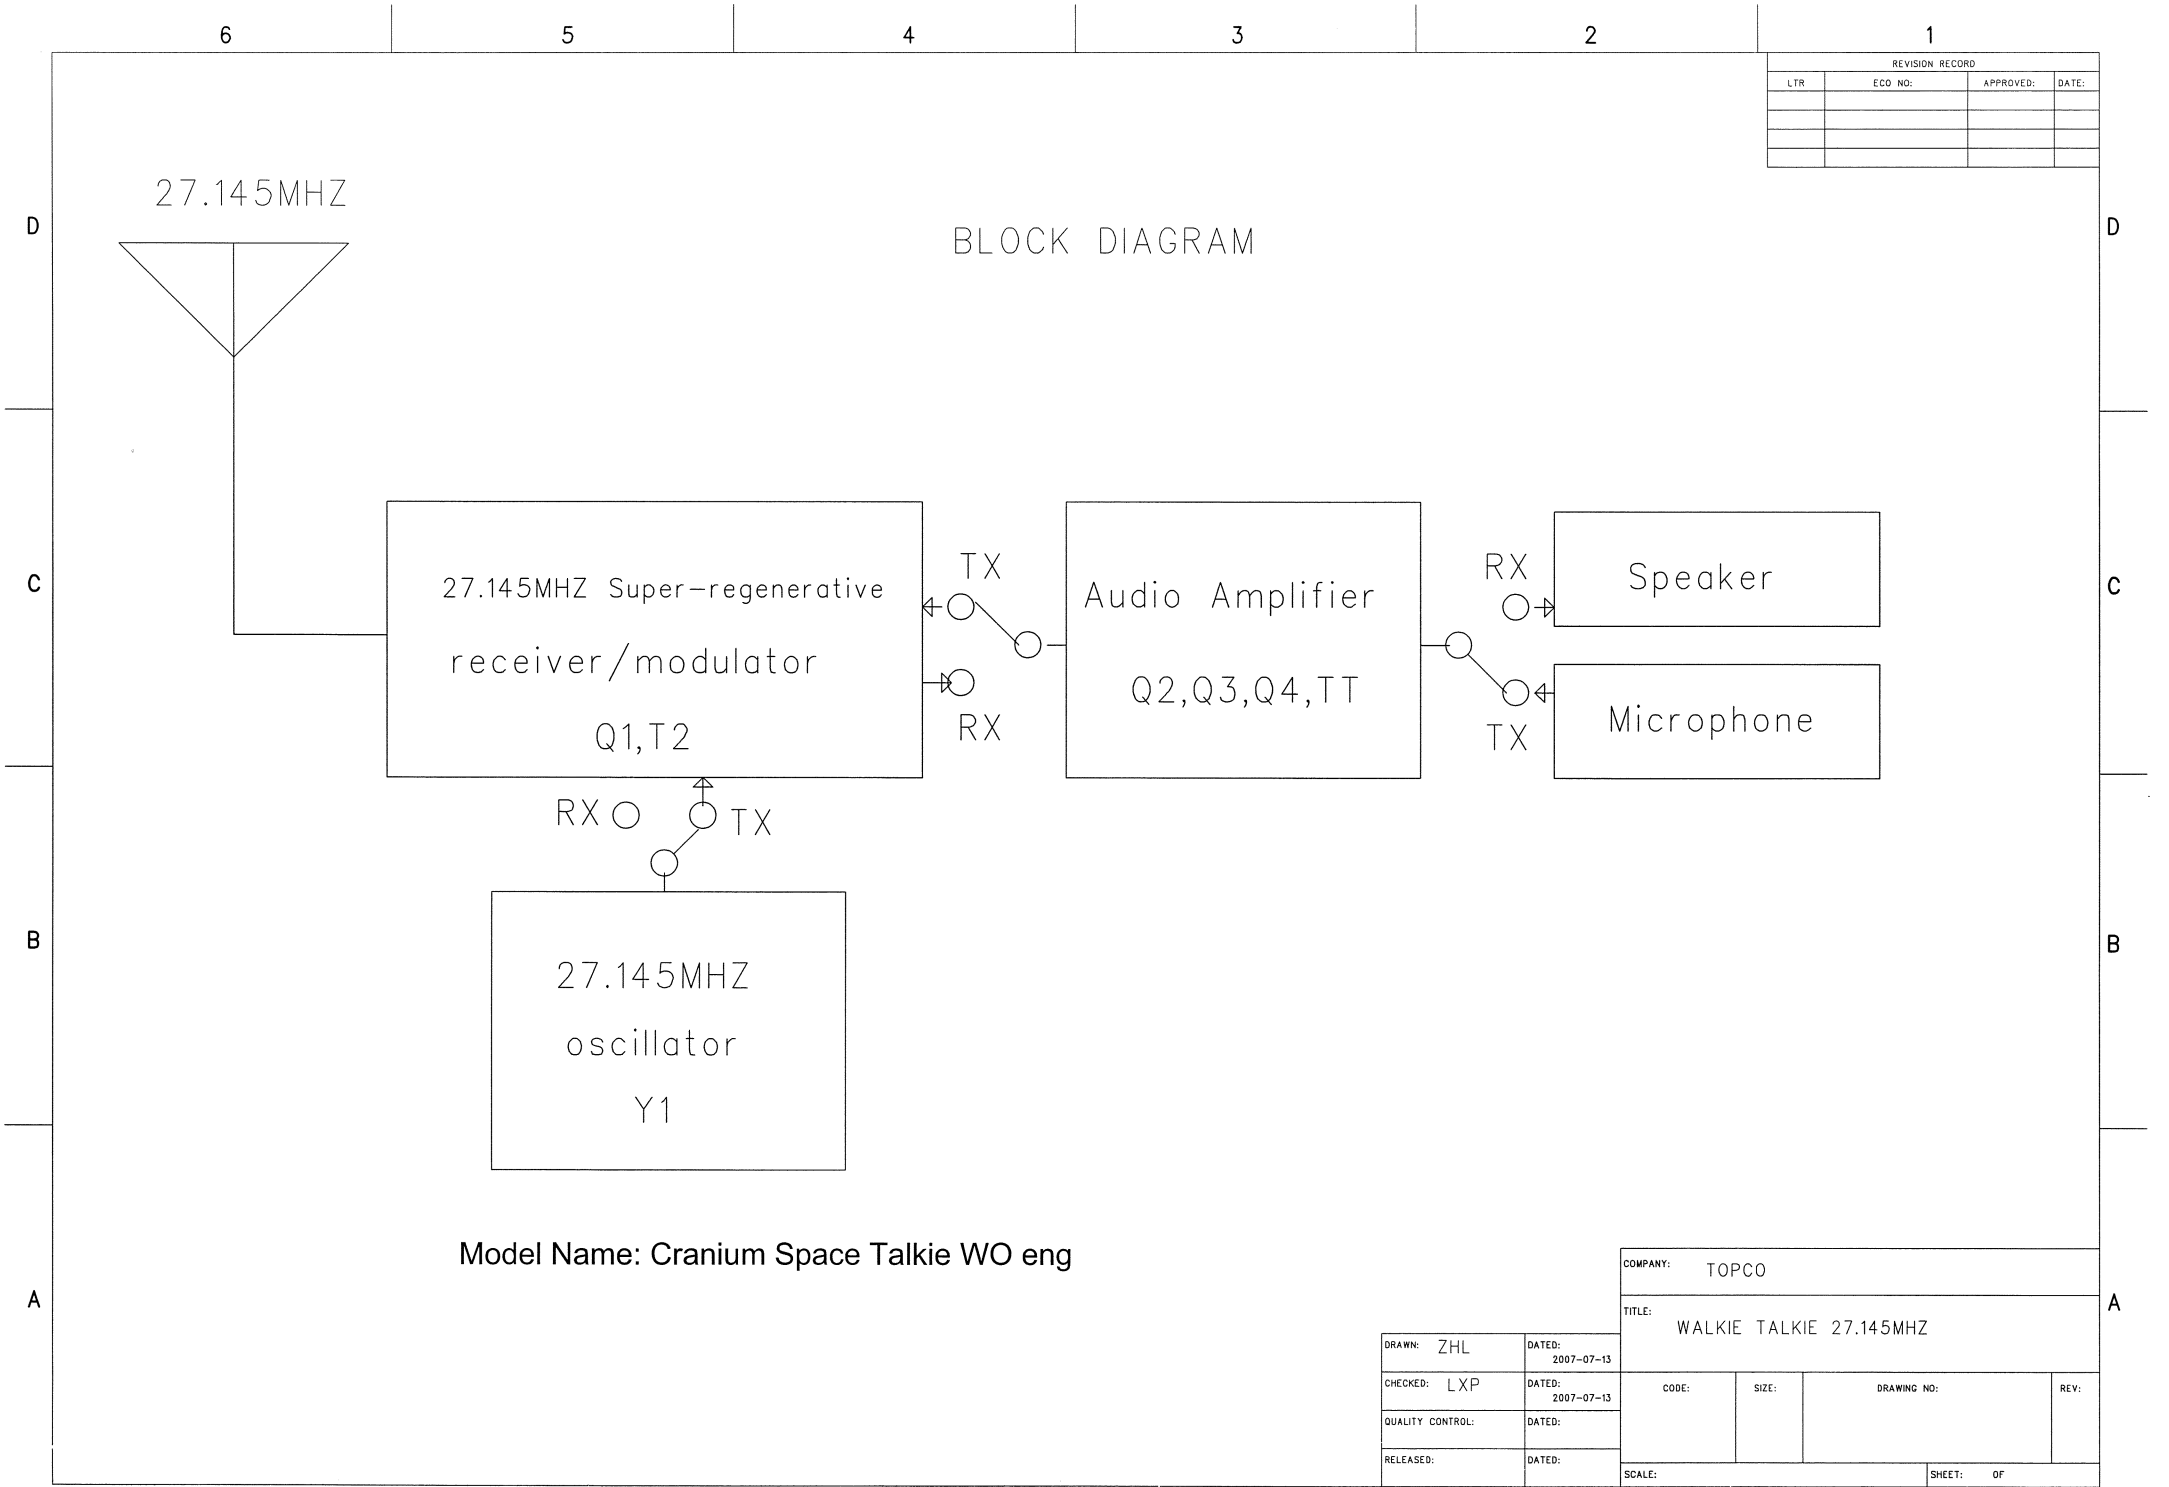 6 5 4 3 2 1
REVISION RECORD
LTR ECO NO: APPROVED: DATE:
27.145MHZ
D D
BLOCK DIAGRAM
C C
27.145MHZ Super-regenerative
receiver/modulator
Q1,T2
TX
RX
Audio Amplifier
Q2,Q3,Q4,TT
RX
TX
Speaker
Microphone
RX TX
B B
27.145MHZ
oscillator
Y1
Model Name: Cranium Space Talkie WO eng
A A
COMPANY: TOPCO
TITLE: WALKIE TALKIE 27.145MHZ
DRAWN: ZHL DATED: 2007-07-13
CHECKED: LXP DATED: 2007-07-13
QUALITY CONTROL: DATED:
RELEASED: DATED:
CODE: SIZE: DRAWING NO: REV:
SCALE: SHEET: OF